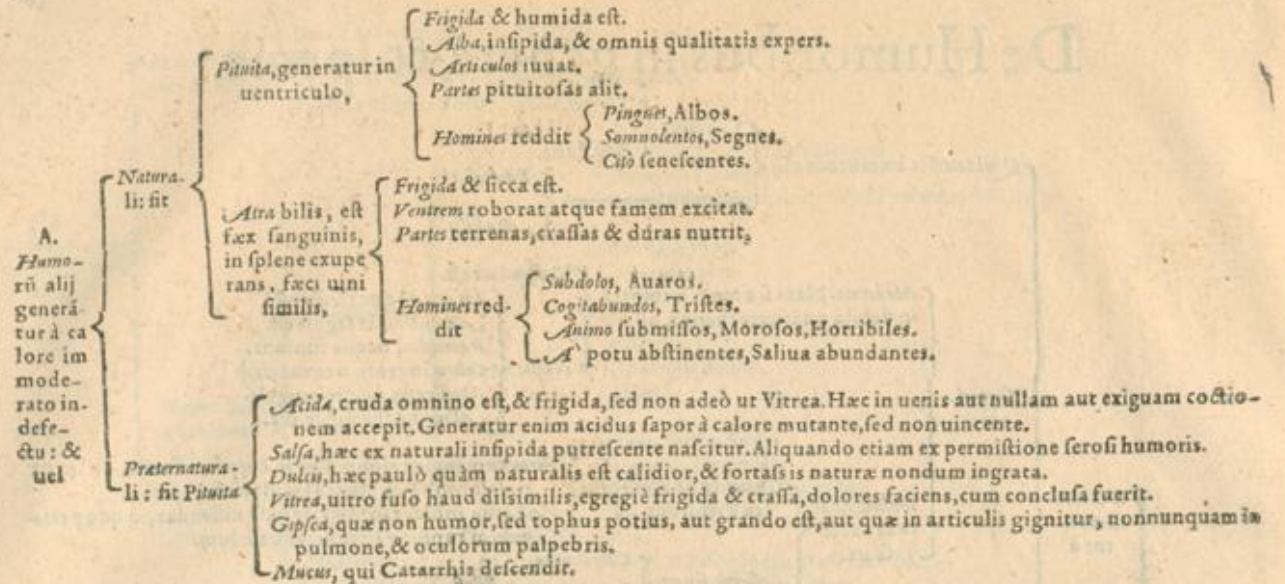 A.
Humo-
rũ alij
generã-
tur à ca
lore im
mode-
rato in-
defe-
ctu : &
uel
Natura-
li: fit
Pituita, generatur in
uentriculo,
Frigida & humida eſt.
Alba, inſipida, & omnis qualitatis expers.
Articulos iuuat.
Partes pituitoſas alit.
Homines reddit
Pingues, Albos.
Somnolentos, Segnes.
Citò ſeneſcentes.
Atra bilis, eſt
fæx ſanguinis,
in ſplene exupe
rans, fæci uini
ſimilis,
Frigida & ſicca eſt.
Ventrem roborat atque famem excitat.
Partes terrenas, craſſas & duras nutrit,
Homines red-
dit
Subdolos, Auaros.
Cogitabundos, Triſtes.
Animo ſubmiſſos, Moroſos, Horribiles.
A' potu abſtinentes, Saliua abundantes.
Præternatura-
li : fit Pituita
Acida, cruda omnino eſt, & frigida, ſed non adeò ut Vitrea. Hæc in uenis aut nullam aut exiguam coctio-
nem accepit. Generatur enim acidus ſapor à calore mutante, ſed non uincente.
Salſa, hæc ex naturali inſipida putreſcente naſcitur. Aliquando etiam ex permiſtione ſeroſi humoris.
Dulcis, hæc paulò quàm naturalis eſt calidior, & fortaſsis naturæ nondum ingrata.
Vitrea, uitro fuſo haud diſsimilis, egregiè frigida & craſſa, dolores faciens, cum concluſa fuerit.
Gipſea, quæ non humor, ſed tophus potius, aut grando eſt, aut quæ in articulis gignitur, nonnunquam in
pulmone, & oculorum palpebris.
Mucus, qui Catarrhis deſcendit.